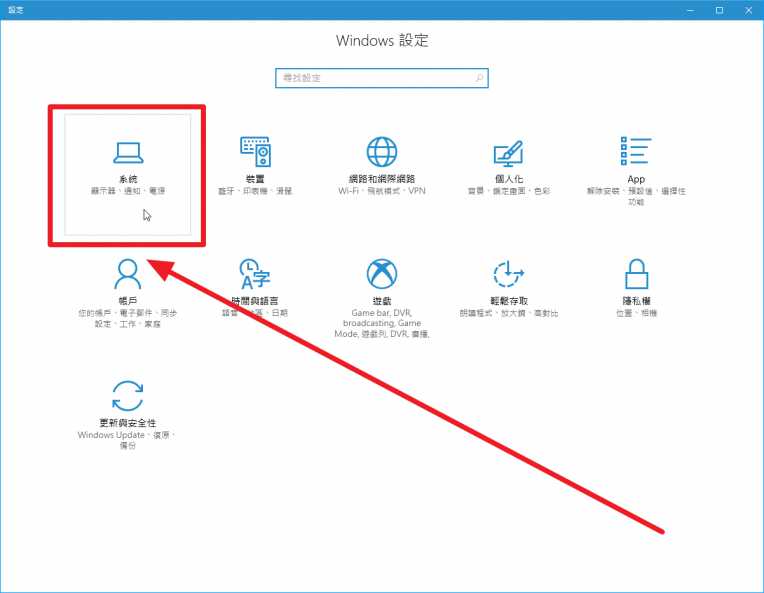 設定
Windows 設定
尋找設定
系統
顯示器、通知、電源
裝置
藍牙、印表機、滑鼠
網路和網際網路
Wi-Fi、飛航模式、VPN
個人化
背景、鎖定畫面、色彩
App
解除安裝、預設值、選擇性
功能
帳戶
您的帳戶、電子郵件、同步
設定、工作、家庭
時間與語言
語音、地區、日期
遊戲
Game bar, DVR,
broadcasting, Game
Mode, 遊戲列, DVR, 廣播,
輕鬆存取
朗讀程式、放大鏡、高對比
隱私權
位置、相機
更新與安全性
Windows Update、復原、
備份